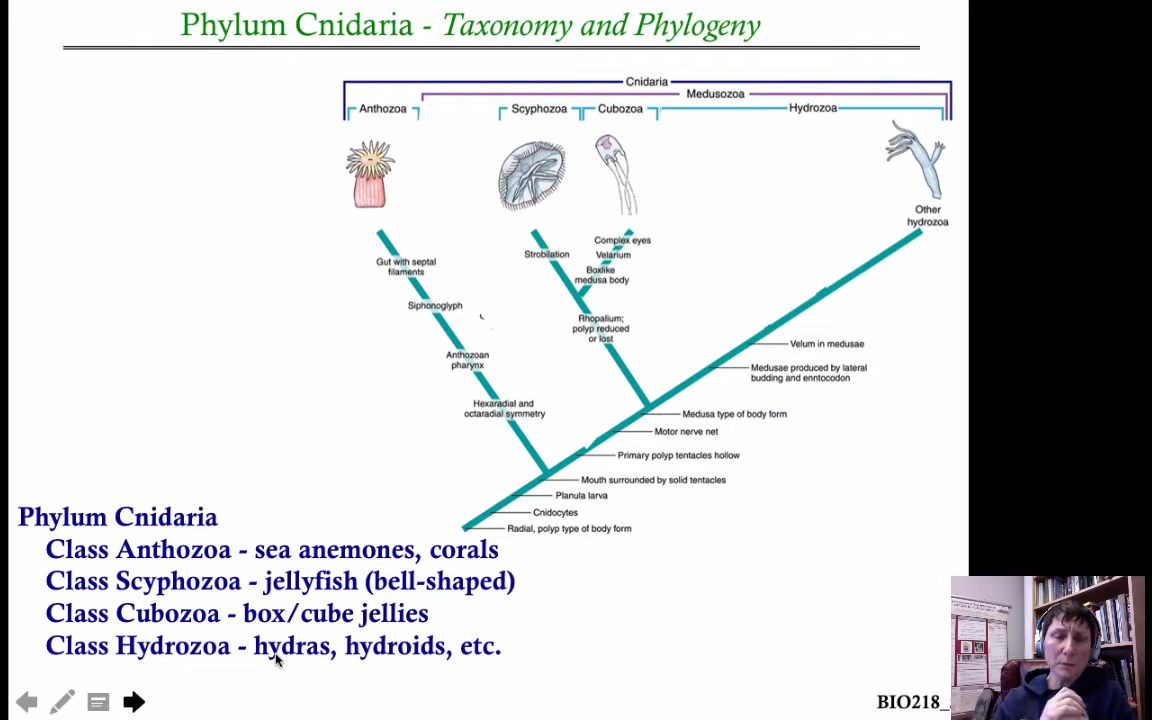 Phylum Cnidaria - Taxonomy and Phylogeny
Cnidaria
Medusozoa
Anthozoa
Scyphozoa
Cubozoa
Hydrozoa
Other
hydrozoa
Complex eyes
Velarium
Boxlike
medusa body
Strobilation
Gut with septal
filaments
Siphonoglyph
Rhopalium;
polyp reduced
or lost
Anthozoan
pharynx
Hexaradial and
octaradial symmetry
Velum in medusae
Medusae produced by lateral
budding and enntocodon
Medusa type of body form
Motor nerve net
Primary polyp tentacles hollow
Mouth surrounded by solid tentacles
Planula larva
Cnidocytes
Radial, polyp type of body form
Phylum Cnidaria
Class Anthozoa - sea anemones, corals
Class Scyphozoa - jellyfish (bell-shaped)
Class Cubozoa - box/cube jellies
Class Hydrozoa - hydras, hydroids, etc.
BIO218_